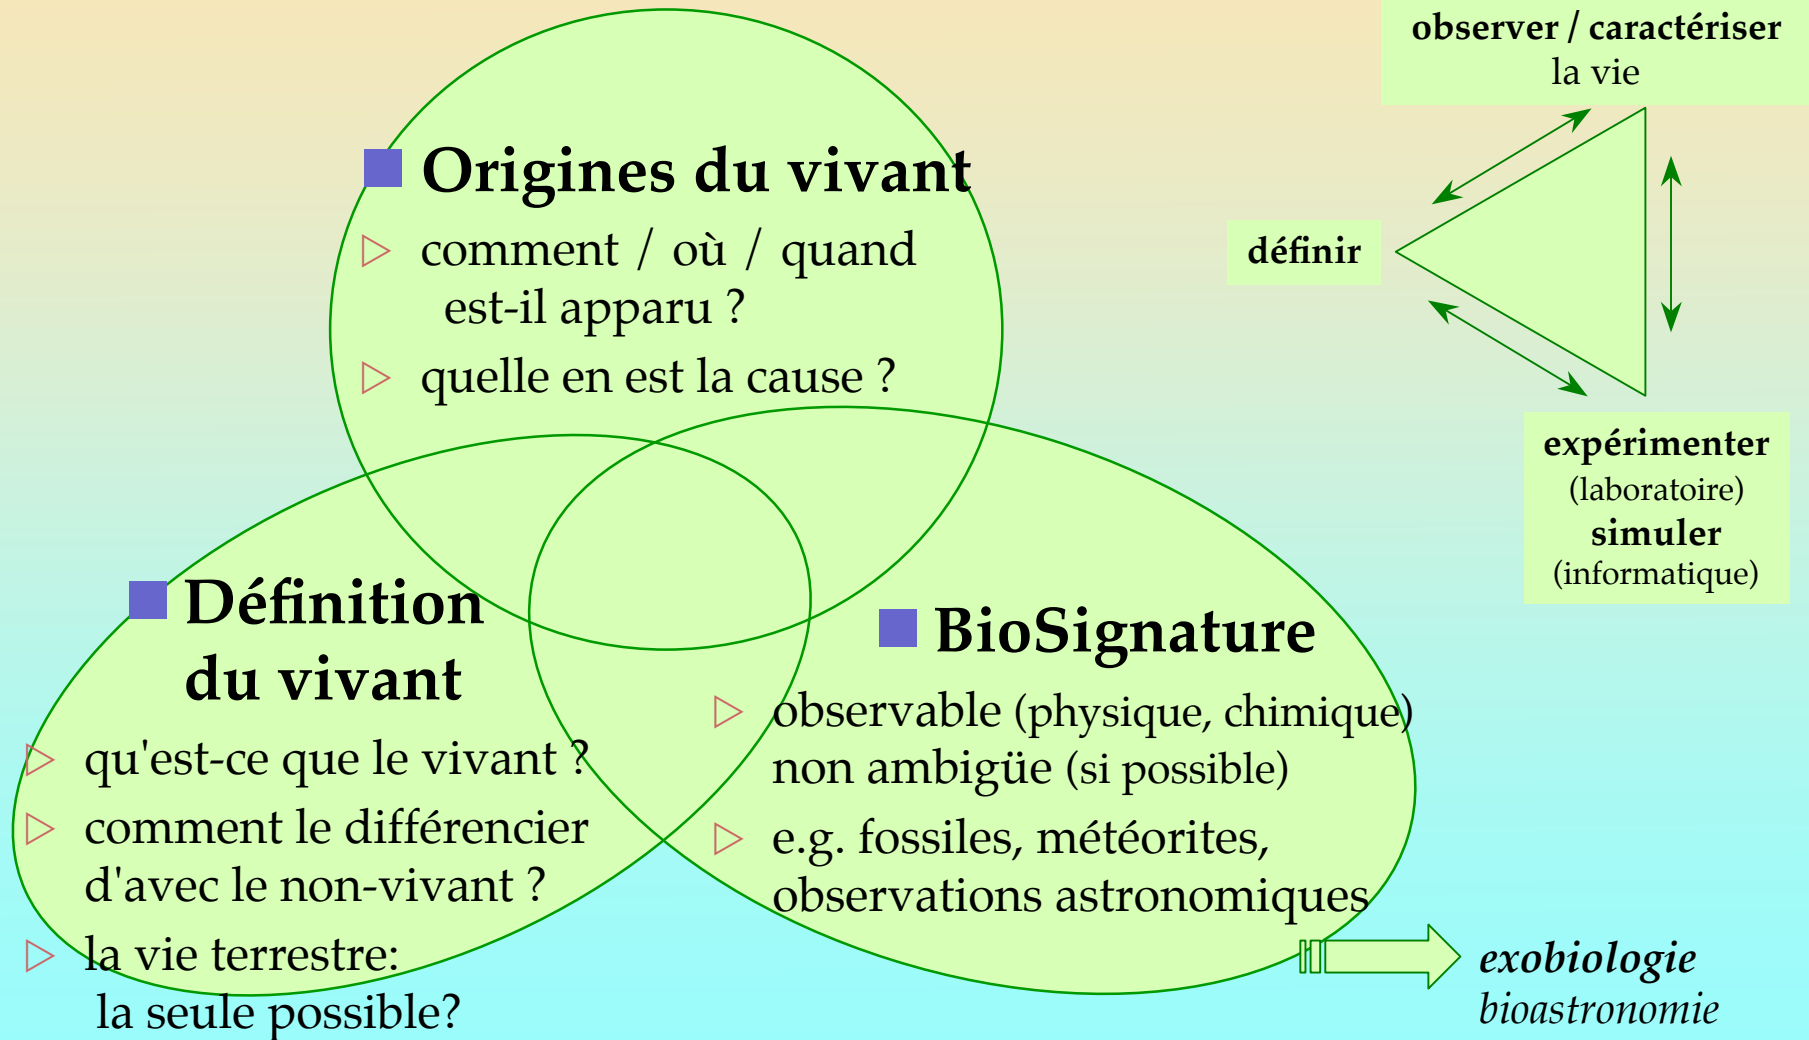 observer / caractériser
la vie
définir
expérimenter
(laboratoire)
simuler
(informatique)
Origines du vivant
comment / où / quand
est-il apparu ?
quelle en est la cause ?
Définition
du vivant
qu'est-ce que le vivant ?
comment le différencier
d'avec le non-vivant ?
la vie terrestre:
la seule possible?
BioSignature
observable (physique, chimique)
non ambigüe (si possible)
e.g. fossiles, météorites,
observations astronomiques
exobiologie
bioastronomie